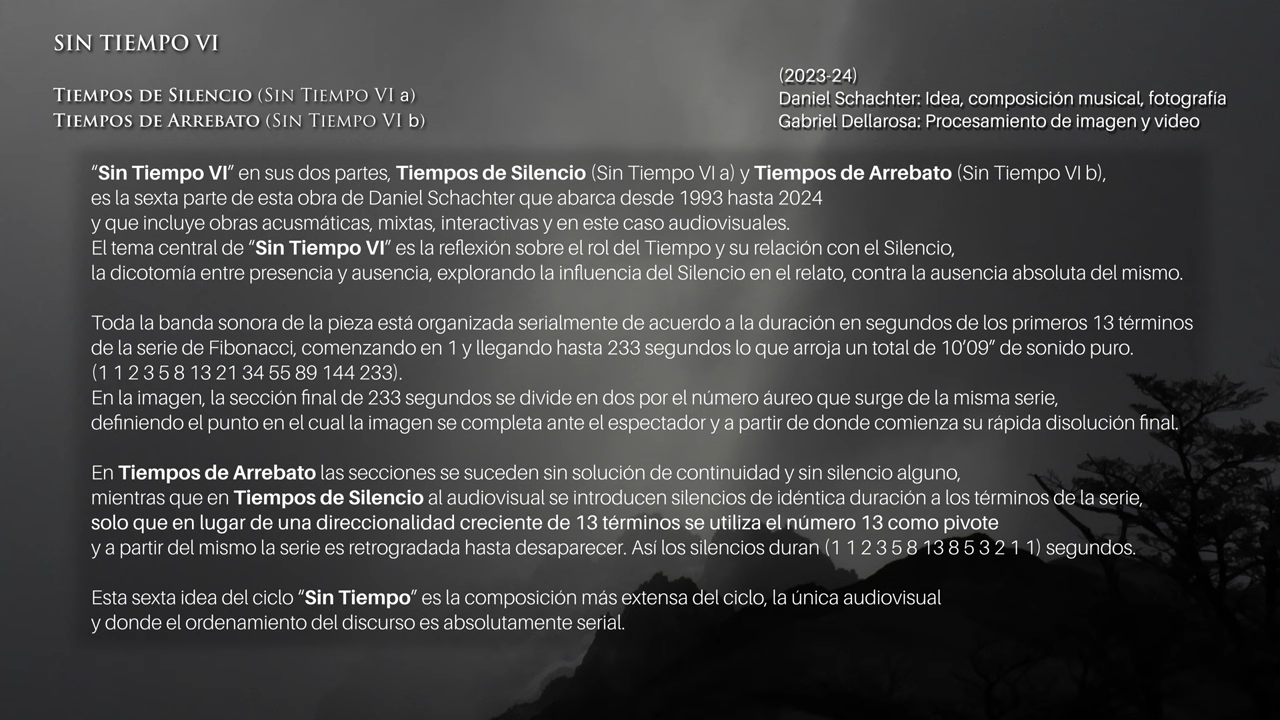 SIN TIEMPO VI
TIEMPOS DE SILENCIO (SIN TIEMPO VI a)
TIEMPOS DE ARREBATO (SIN TIEMPO VI b)
(2023-24)
Daniel Schachter: Idea, composición musical, fotografía
Gabriel Dellarosa: Procesamiento de imagen y video
“Sin Tiempo VI” en sus dos partes, Tiempos de Silencio (Sin Tiempo VI a) y Tiempos de Arrebato (Sin Tiempo VI b),
es la sexta parte de esta obra de Daniel Schachter que abarca desde 1993 hasta 2024
y que incluye obras acusmáticas, mixtas, interactivas y en este caso audiovisuales.
El tema central de “Sin Tiempo VI” es la reflexión sobre el rol del Tiempo y su relación con el Silencio,
la dicotomía entre presencia y ausencia, explorando la influencia del Silencio en el relato, contra la ausencia absoluta del mismo.
Toda la banda sonora de la pieza está organizada serialmente de acuerdo a la duración en segundos de los primeros 13 términos
de la serie de Fibonacci, comenzando en 1 y llegando hasta 233 segundos lo que arroja un total de 10’09” de sonido puro.
(1 1 2 3 5 8 13 21 34 55 89 144 233).
En la imagen, la sección final de 233 segundos se divide en dos por el número áureo que surge de la misma serie,
definiendo el punto en el cual la imagen se completa ante el espectador y a partir de donde comienza su rápida disolución final.
En Tiempos de Arrebato las secciones se suceden sin solución de continuidad y sin silencio alguno,
mientras que en Tiempos de Silencio al audiovisual se introducen silencios de idéntica duración a los términos de la serie,
solo que en lugar de una direccionalidad creciente de 13 términos se utiliza el número 13 como pivote
y a partir del mismo la serie es retrogradada hasta desaparecer. Así los silencios duran (1 1 2 3 5 8 13 8 5 3 2 1 1) segundos.
Esta sexta idea del ciclo “Sin Tiempo” es la composición más extensa del ciclo, la única audiovisual
y donde el ordenamiento del discurso es absolutamente serial.